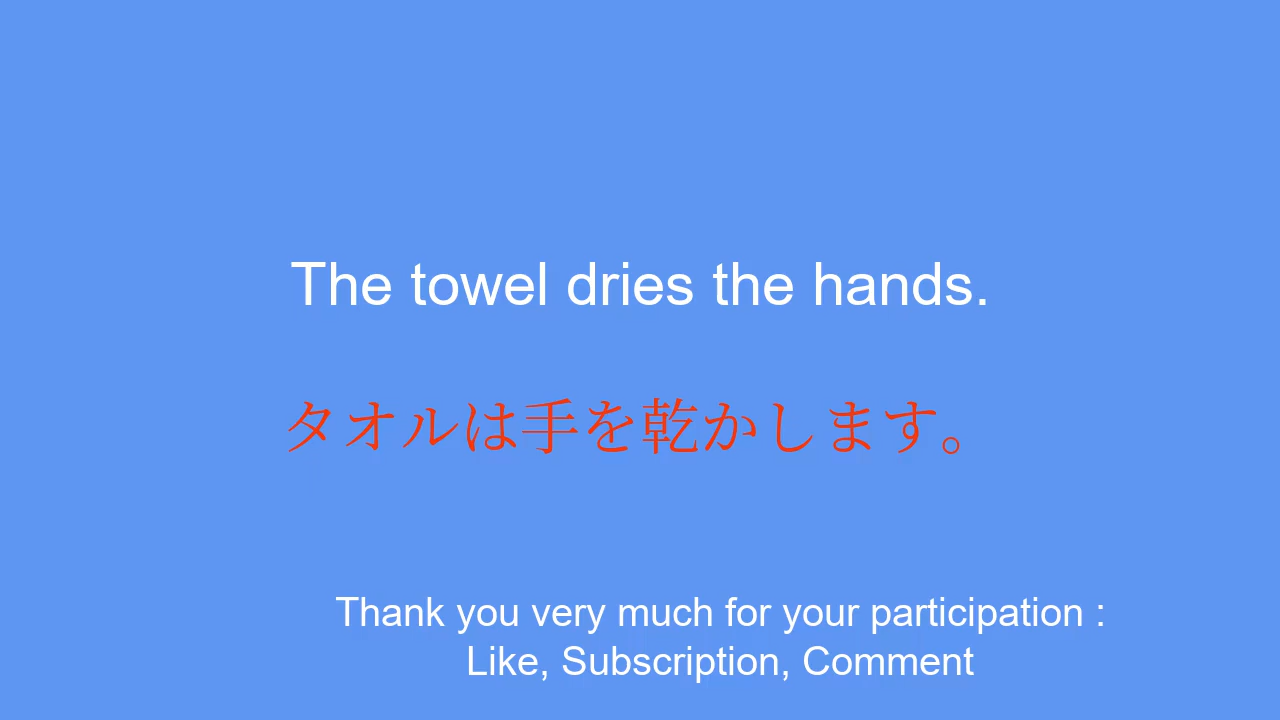 The towel dries the hands.
タオルは手を乾かします。
Thank you very much for your participation :
Like, Subscription, Comment